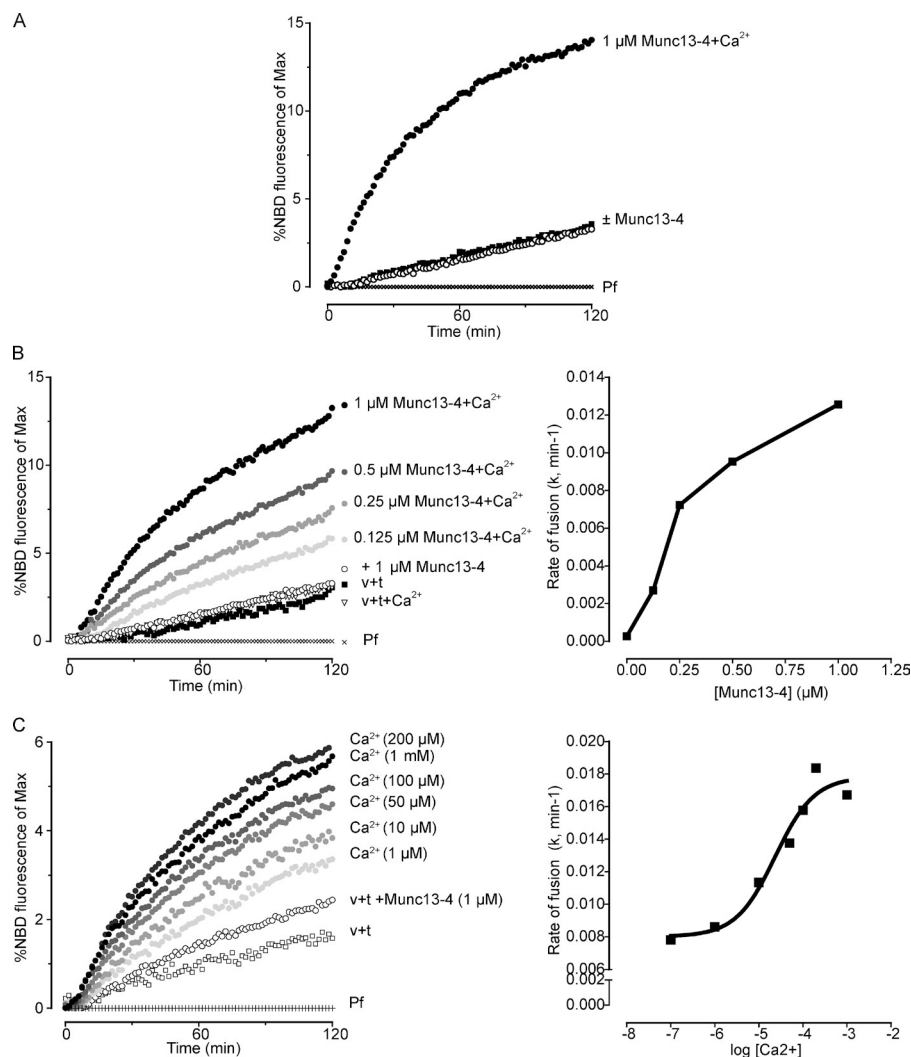 A
%NBD fluorescence of Max
15
10
5
0
0
60
120
Time (min)
1 µM Munc13-4+Ca²⁺
± Munc13-4
Pf
B
%NBD fluorescence of Max
15
10
5
0
0
60
120
Time (min)
1 µM Munc13-4+Ca²⁺
0.5 µM Munc13-4+Ca²⁺
0.25 µM Munc13-4+Ca²⁺
0.125 µM Munc13-4+Ca²⁺
+ 1 µM Munc13-4
v+t
v+t+Ca²⁺
Pf
Rate of fusion (k, min-1)
0.014
0.012
0.010
0.008
0.006
0.004
0.002
0.000
0.00
0.25
0.50
0.75
1.00
1.25
[Munc13-4] (µM)
C
%NBD fluorescence of Max
6
4
2
0
0
60
120
Time (min)
Ca²⁺ (200 µM)
Ca²⁺ (1 mM)
Ca²⁺ (100 µM)
Ca²⁺ (50 µM)
Ca²⁺ (10 µM)
Ca²⁺ (1 µM)
v+t +Munc13-4 (1 µM)
v+t
Pf
Rate of fusion (k, min-1)
0.020
0.018
0.016
0.014
0.012
0.010
0.008
0.006
0.002
0.000
-8
-7
-6
-5
-4
-3
-2
log [Ca2+]